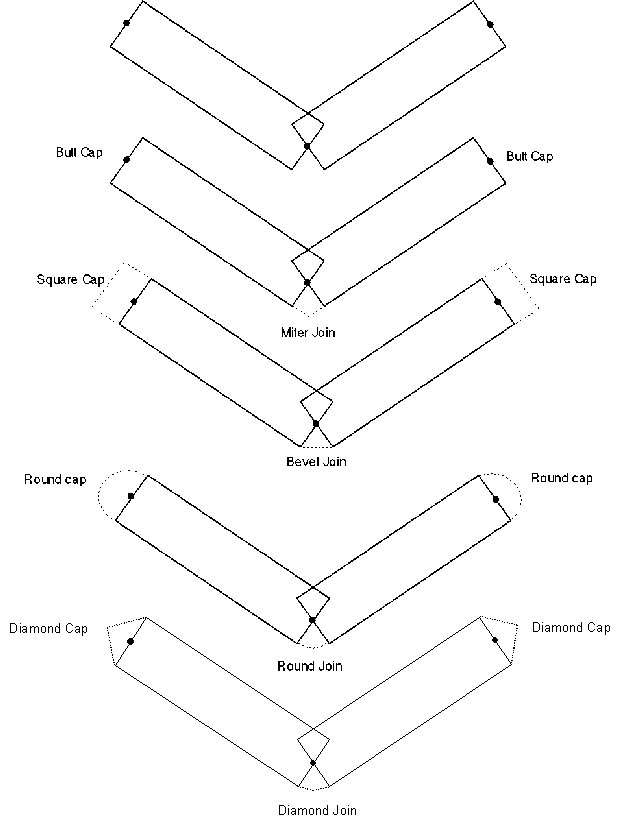 Butt Cap
Butt Cap
Square Cap
Square Cap
Miter Join
Bevel Join
Round cap
Round cap
Diamond Cap
Diamond Cap
Round Join
Diamond Join